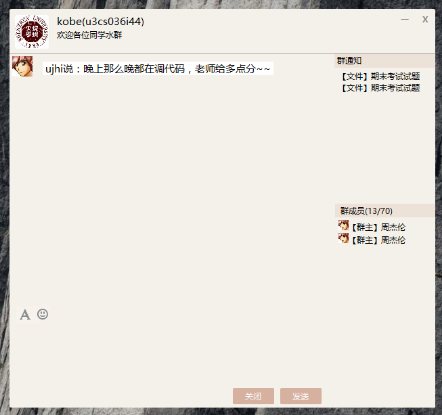 kobe(u3cs036i44)
欢迎各位同学水群
ujhi说：晚上那么晚都在调代码，老师给多点分~~
群通知
【文件】期末考试试题
【文件】期末考试试题
群成员(13/70)
【群主】周杰伦
【群主】周杰伦
A
关闭
发送